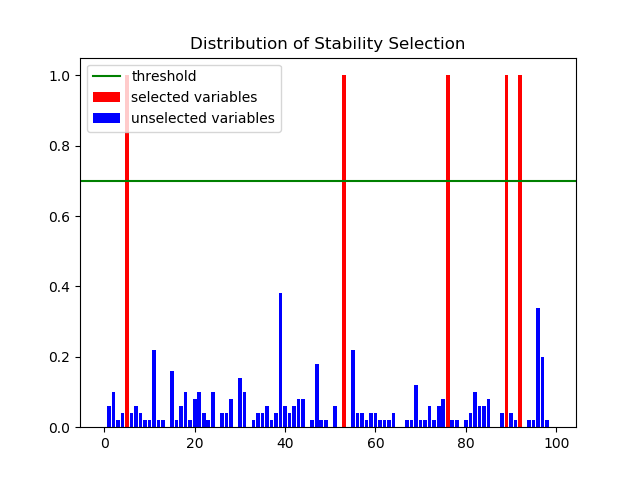 Distribution of Stability Selection
1.0
0.8
0.6
0.4
0.2
0.0
threshold
selected variables
unselected variables
0 20 40 60 80 100